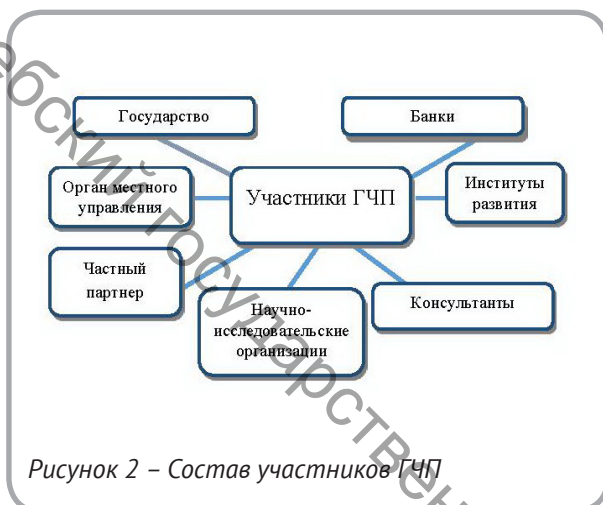 Государство
Банки
Орган местного
управления
Участники ГЧП
Институты
развития
Частный
партнер
Научно-
исследовательские
организации
Консультанты
Рисунок 2 – Состав участников ГЧП